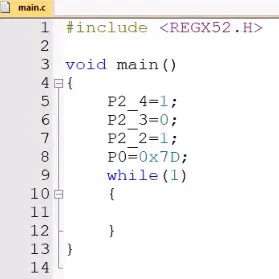 main.c
1 #include <REGX52.H>
2
3 void main()
4 {
5 P2_4=1;
6 P2_3=0;
7 P2_2=1;
8 P0=0x7D;
9 while(1)
10 {
11
12 }
13 }
14